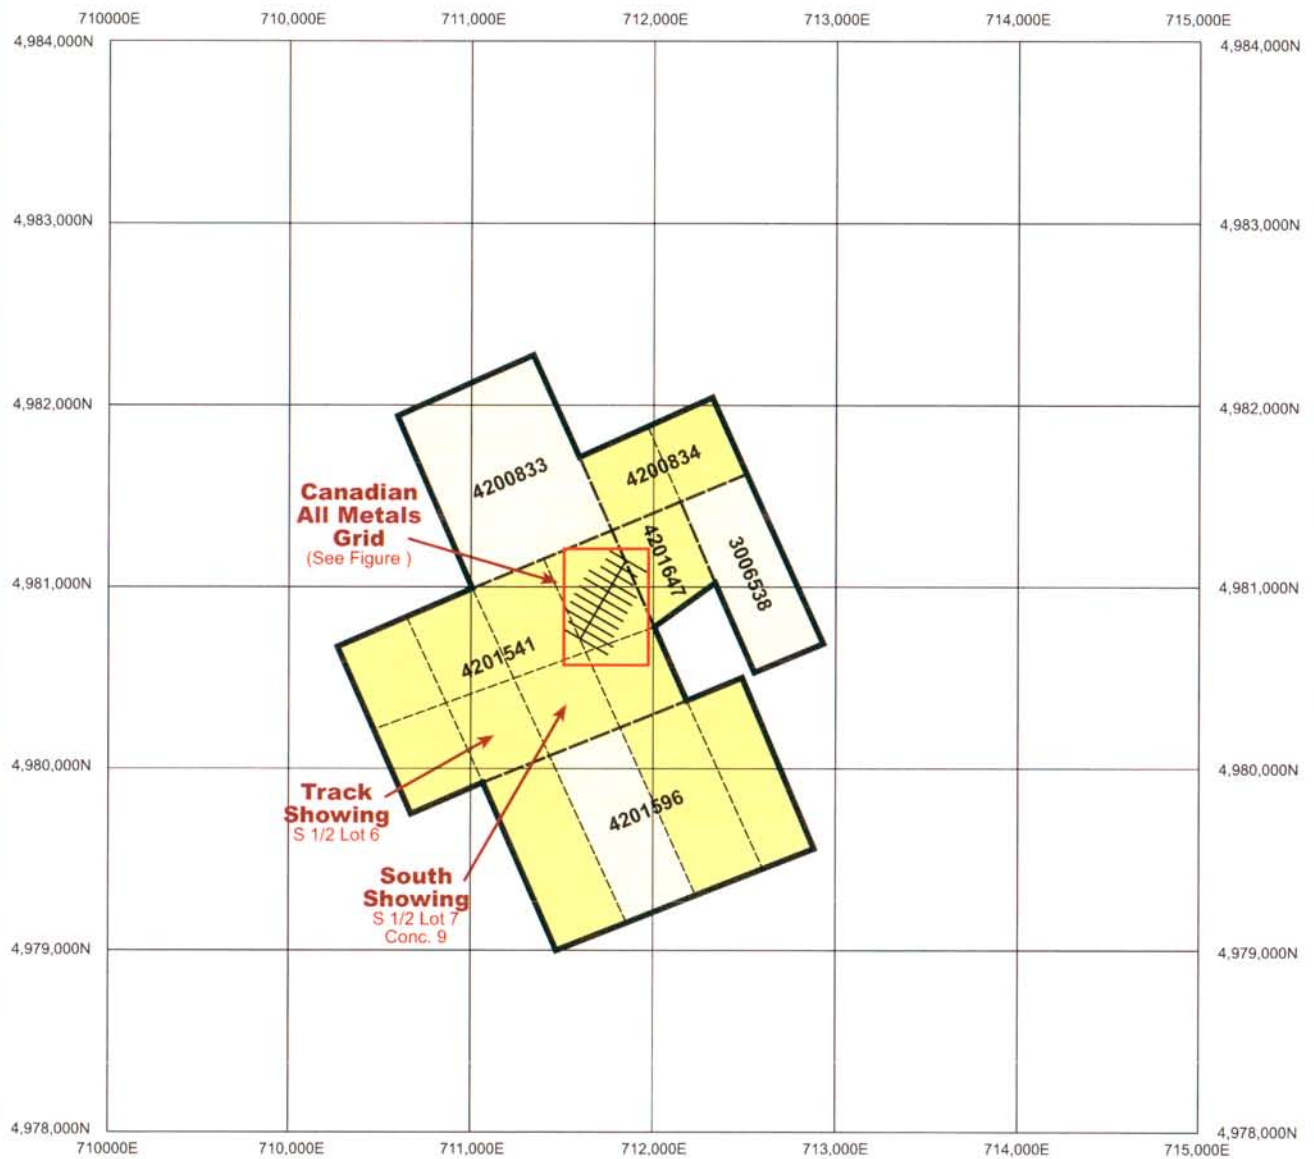 710000E 710,000E 711,000E 712,000E 713,000E 714,000E 715,000E
4,984,000N 4,984,000N
4,983,000N 4,983,000N
4,982,000N 4,982,000N
4200833
4200834
Canadian
All Metals
Grid
(See Figure )
4201647
3006538
4,981,000N 4,981,000N
4201541
4,980,000N 4,980,000N
Track
Showing
S 1/2 Lot 6
4201596
South
Showing
S 1/2 Lot 7
Conc. 9
4,979,000N 4,979,000N
4,978,000N 4,978,000N
710000E 710,000E 711,000E 712,000E 713,000E 714,000E 715,000E